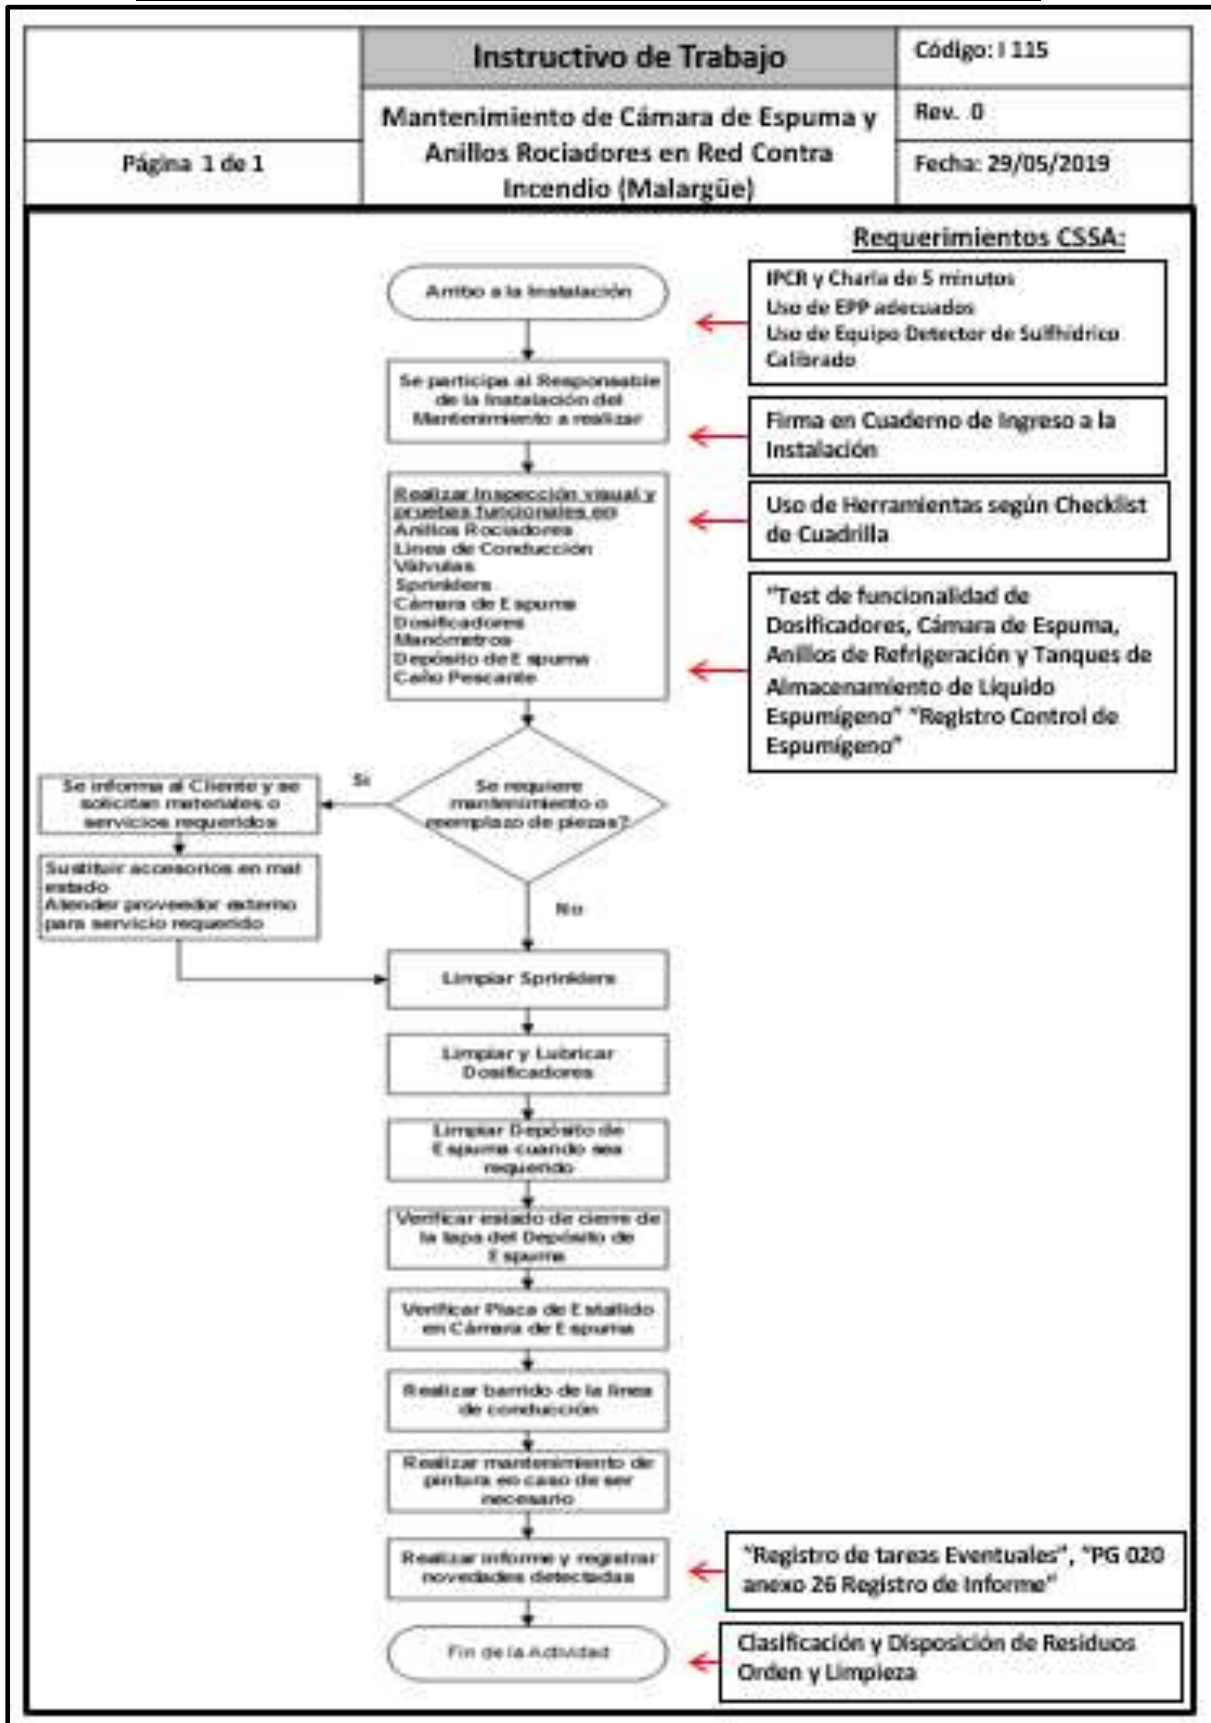 Instructivo de Trabajo
Código: I 115
Mantenimiento de Cámara de Espuma y
Anillos Rociadores en Red Contra
Incendio (Malargüe)
Rev. 0
Página 1 de 1
Fecha: 29/05/2019
Requerimientos CSSA:
Arribo a la Instalación
IPCR y Charla de 5 minutos
Uso de EPP adecuados
Uso de Equipo Detector de Sulfhídrico
Calibrado
Se participa al Responsable
de la Instalación del
Mantenimiento a realizar
Firma en Cuaderno de Ingreso a la
Instalación
Realizar Inspección visual y
pruebas funcionales en
Anillos Rociadores
Linea de Conducción
Válvulas
Sprinklers
Cámara de Espuma
Dosificadores
Manómetros
Depósito de Espuma
Caño Pescante
Uso de Herramientas según Checklist
de Cuadrilla
"Test de funcionalidad de
Dosificadores, Cámara de Espuma,
Anillos de Refrigeración y Tanques de
Almacenamiento de Líquido
Espumígeno" "Registro Control de
Espumígeno"
Se requiere
mantenimiento o
reemplazo de piezas?
Si
Se informa al Cliente y se
solicitan materiales o
servicios requeridos
Sustituir accesorios en mal
estado
Atender proveedor externo
para servicio requerido
No
Limpiar Sprinklers
Limpiar y Lubricar
Dosificadores
Limpiar Depósito de
Espuma cuando sea
requerido
Verificar estado de cierre de
la tapa del Depósito de
Espuma
Verificar Placa de Estallido
en Cámara de Espuma
Realizar barrido de la linea
de conducción
Realizar mantenimiento de
pintura en caso de ser
necesario
Realizar informe y registrar
novedades detectadas
"Registro de tareas Eventuales", "PG 020
anexo 26 Registro de Informe"
Fin de la Actividad
Clasificación y Disposición de Residuos
Orden y Limpieza